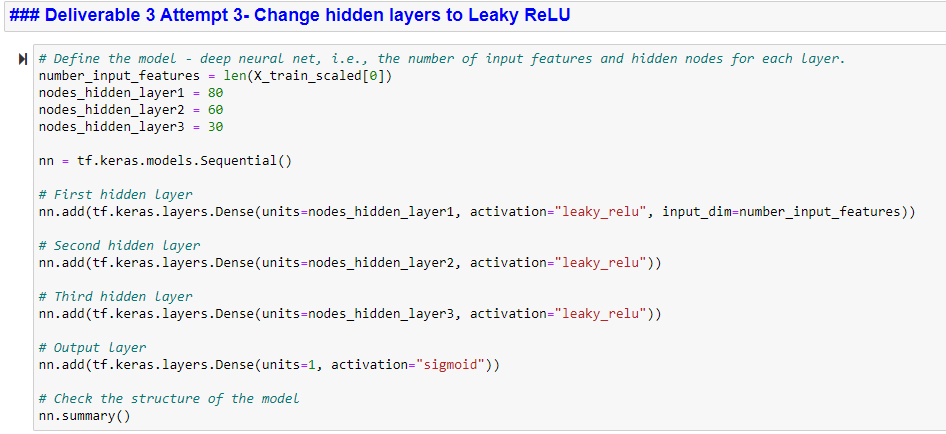 ### Deliverable 3 Attempt 3- Change hidden layers to Leaky ReLU
# Define the model - deep neural net, i.e., the number of input features and hidden nodes for each layer.
number_input_features = len(X_train_scaled[0])
nodes_hidden_layer1 = 80
nodes_hidden_layer2 = 60
nodes_hidden_layer3 = 30
nn = tf.keras.models.Sequential()
# First hidden layer
nn.add(tf.keras.layers.Dense(units=nodes_hidden_layer1, activation="leaky_relu", input_dim=number_input_features))
# Second hidden layer
nn.add(tf.keras.layers.Dense(units=nodes_hidden_layer2, activation="leaky_relu"))
# Third hidden layer
nn.add(tf.keras.layers.Dense(units=nodes_hidden_layer3, activation="leaky_relu"))
# Output layer
nn.add(tf.keras.layers.Dense(units=1, activation="sigmoid"))
# Check the structure of the model
nn.summary()